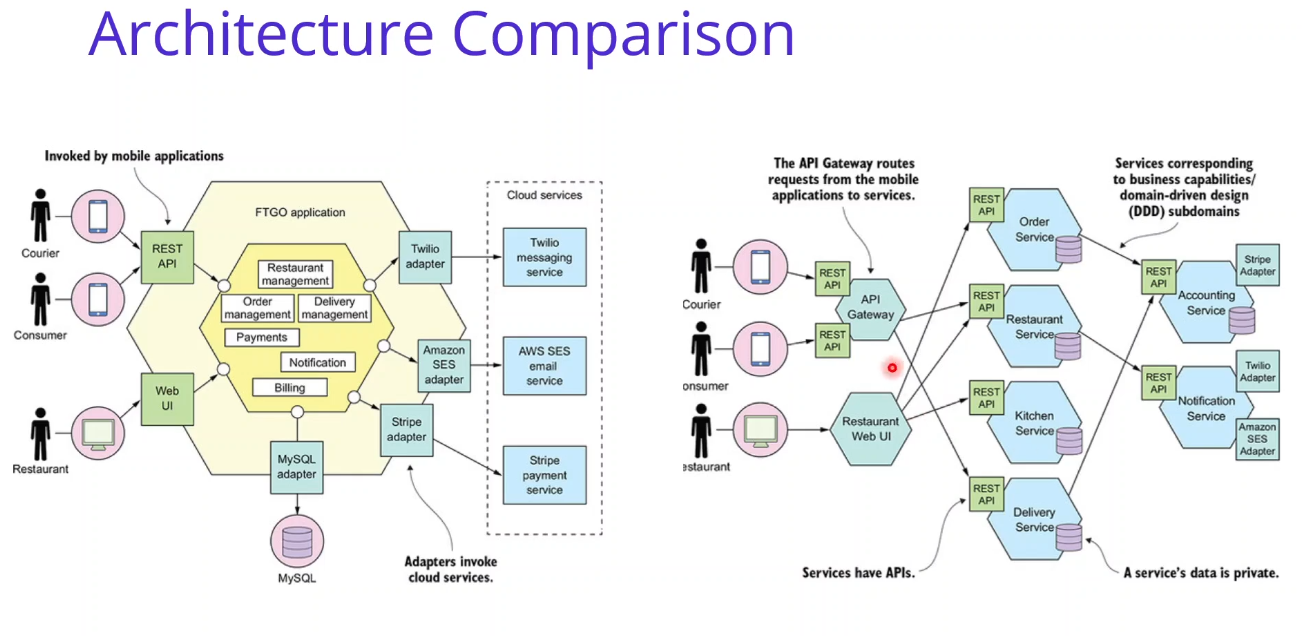 Architecture Comparison
Invoked by mobile applications
Courier
Consumer
Restaurant
REST
API
Web
UI
FTGO application
Restaurant
management
Order
management
Delivery
management
Payments
Notification
Billing
MySQL
adapter
MySQL
Twilio
adapter
Amazon
SES
adapter
Stripe
adapter
Adapters invoke
cloud services.
Cloud services
Twilio
messaging
service
AWS SES
email
service
Stripe
payment
service
The API Gateway routes
requests from the mobile
applications to services.
Courier
onsumer
estaurant
REST
API
REST
API
API
Gateway
Restaurant
Web UI
REST
API
Order
Service
REST
API
Restaurant
Service
REST
API
Kitchen
Service
REST
API
Delivery
Service
Services have APIs.
Services corresponding
to business capabilities/
domain-driven design
(DDD) subdomains
REST
API
Accounting
Service
Stripe
Adapter
REST
API
Notification
Service
Twilio
Adapter
Amazon
SES
Adapter
A service's data is private.